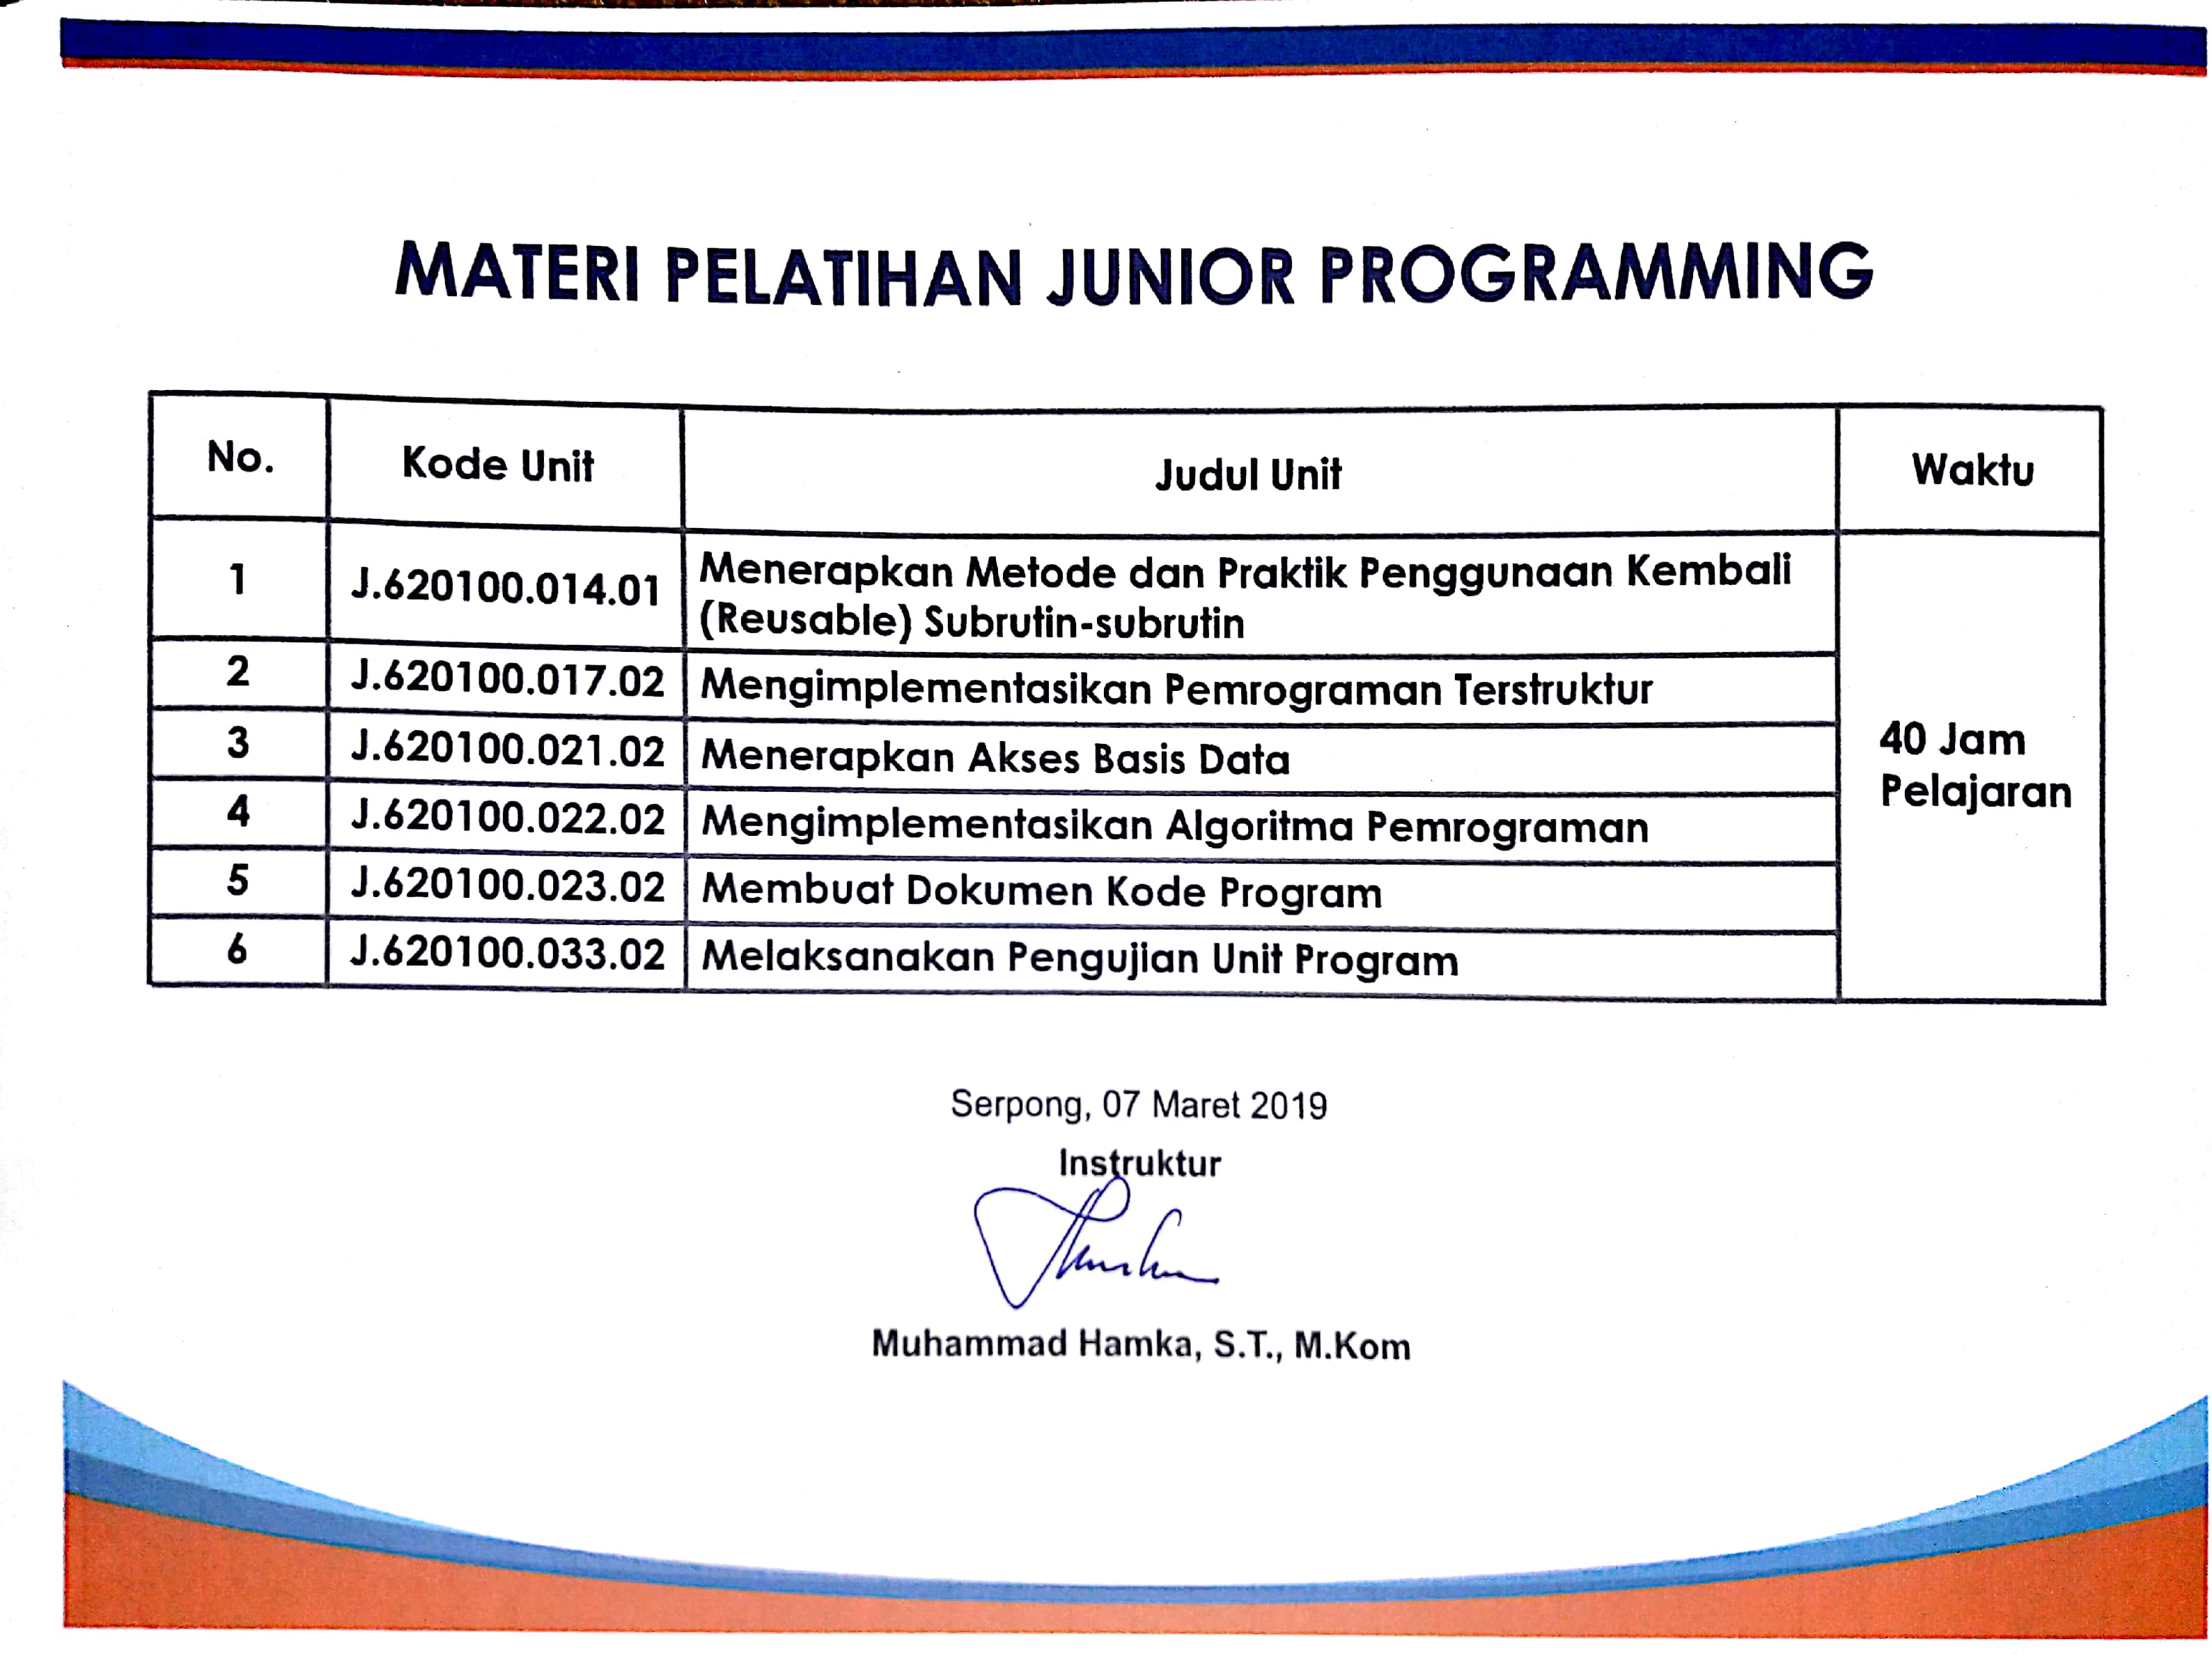 MATERI PELATIHAN JUNIOR PROGRAMMING
No. Kode Unit Judul Unit Waktu
1 J.620100.014.01 Menerapkan Metode dan Praktik Penggunaan Kembali
(Reusable) Subrutin-subrutin
2 J.620100.017.02 Mengimplementasikan Pemrograman Terstruktur
3 J.620100.021.02 Menerapkan Akses Basis Data
4 J.620100.022.02 Mengimplementasikan Algoritma Pemrograman
5 J.620100.023.02 Membuat Dokumen Kode Program
6 J.620100.033.02 Melaksanakan Pengujian Unit Program
40 Jam
Pelajaran
Serpong, 07 Maret 2019
Instruktur
Muhammad Hamka, S.T., M.Kom